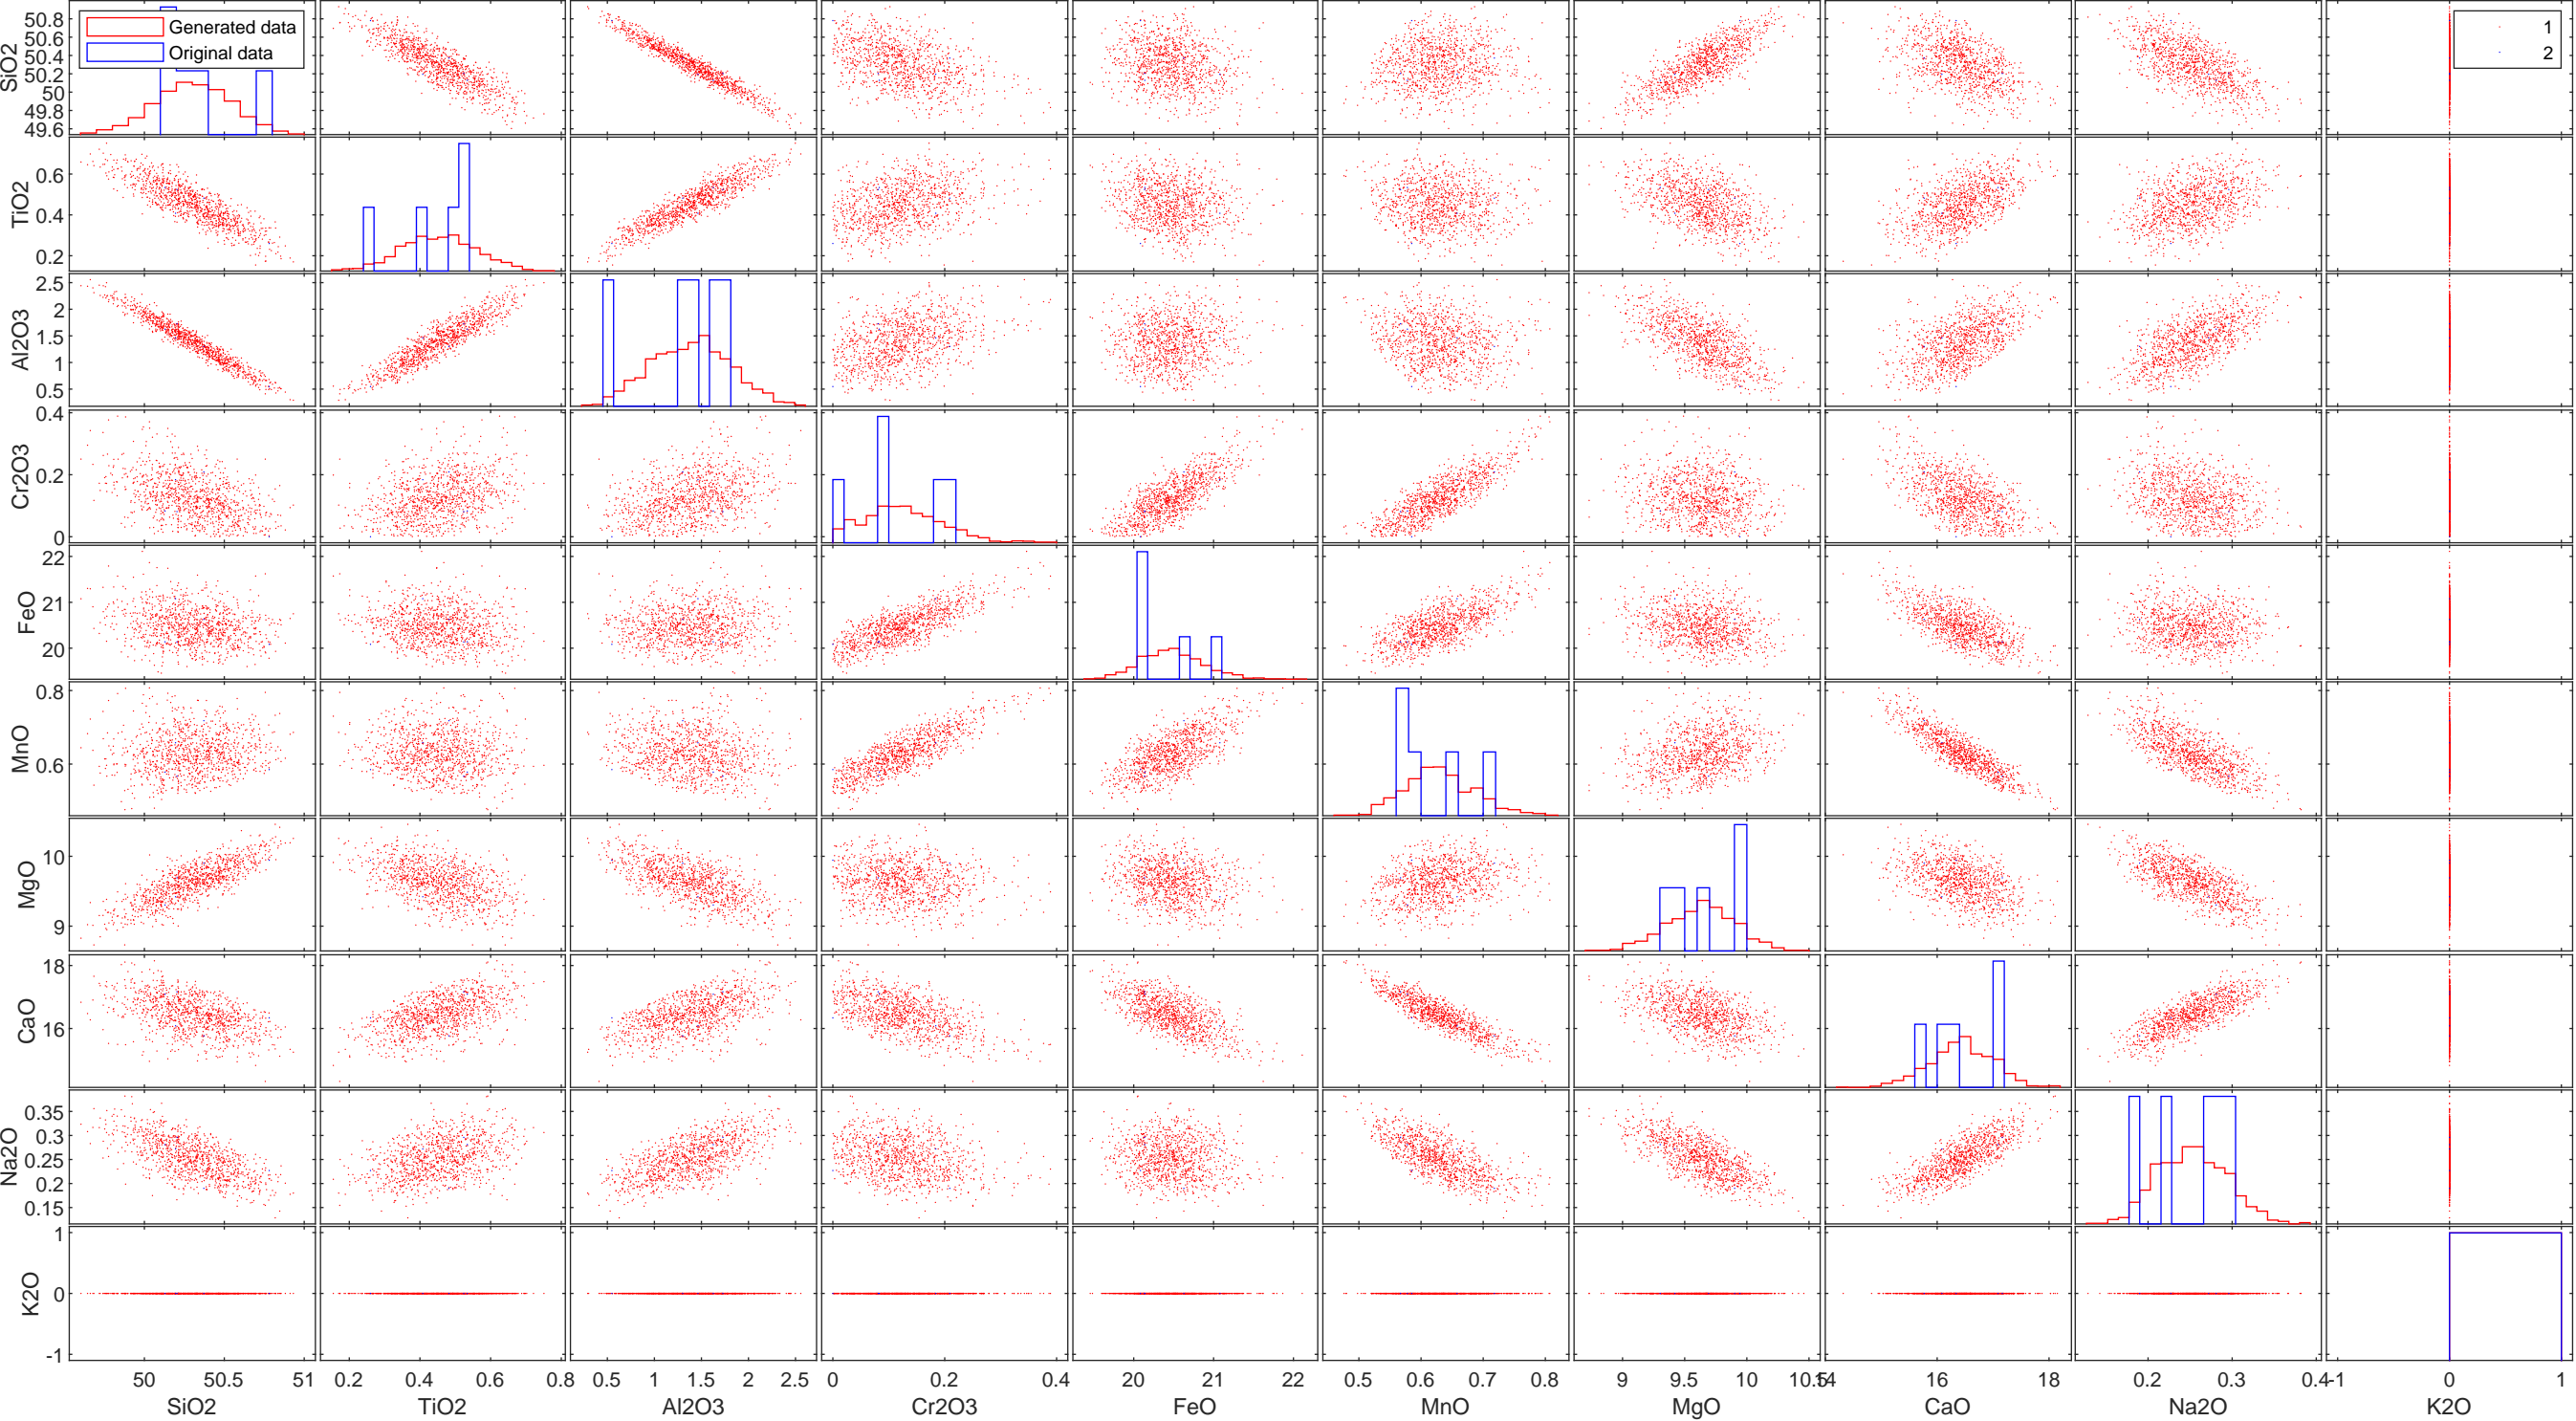 Generated data
Original data
1
2
SiO2
50.8
50.6
50.4
50.2
50
49.8
49.6
TiO2
0.6
0.4
0.2
Al2O3
2.5
2
1.5
1
0.5
Cr2O3
0.4
0.2
0
FeO
22
21
20
MnO
0.8
0.6
MgO
10
9
CaO
18
16
Na2O
0.35
0.3
0.25
0.2
0.15
K2O
1
0
-1
50 50.5 51 0.2 0.4 0.6 0.8 0.5 1 1.5 2 2.5 0 0.2 0.4 20 21 22 0.5 0.6 0.7 0.8 9 9.5 10 10.5 14 16 18 0.2 0.3 0.4 -1 0 1
SiO2 TiO2 Al2O3 Cr2O3 FeO MnO MgO CaO Na2O K2O